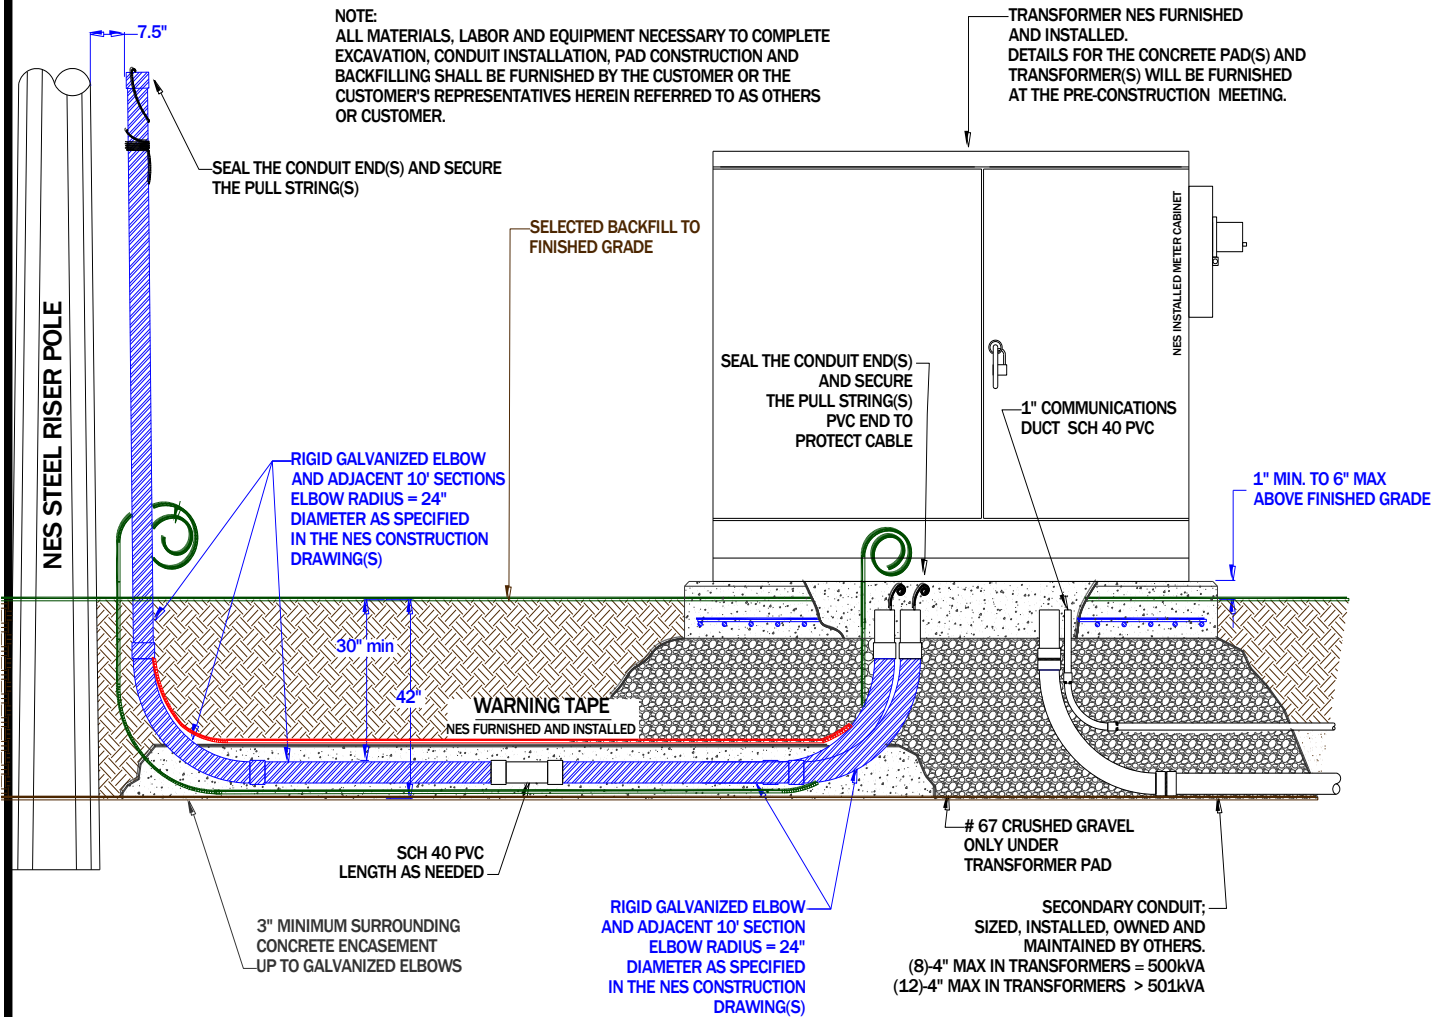 7.5"
NOTE:
ALL MATERIALS, LABOR AND EQUIPMENT NECESSARY TO COMPLETE
EXCAVATION, CONDUIT INSTALLATION, PAD CONSTRUCTION AND
BACKFILLING SHALL BE FURNISHED BY THE CUSTOMER OR THE
CUSTOMER'S REPRESENTATIVES HEREIN REFERRED TO AS OTHERS
OR CUSTOMER.
TRANSFORMER NES FURNISHED
AND INSTALLED.
DETAILS FOR THE CONCRETE PAD(S) AND
TRANSFORMER(S) WILL BE FURNISHED
AT THE PRE-CONSTRUCTION MEETING.
SEAL THE CONDUIT END(S) AND SECURE
THE PULL STRING(S)
SELECTED BACKFILL TO
FINISHED GRADE
NES INSTALLED METER CABINET
NES STEEL RISER POLE
SEAL THE CONDUIT END(S)
AND SECURE
THE PULL STRING(S)
PVC END TO
PROTECT CABLE
1" COMMUNICATIONS
DUCT SCH 40 PVC
RIGID GALVANIZED ELBOW
AND ADJACENT 10' SECTIONS
ELBOW RADIUS = 24"
DIAMETER AS SPECIFIED
IN THE NES CONSTRUCTION
DRAWING(S)
1" MIN. TO 6" MAX
ABOVE FINISHED GRADE
30" min
42"
WARNING TAPE
NES FURNISHED AND INSTALLED
# 67 CRUSHED GRAVEL
ONLY UNDER
TRANSFORMER PAD
SCH 40 PVC
LENGTH AS NEEDED
3" MINIMUM SURROUNDING
CONCRETE ENCASEMENT
UP TO GALVANIZED ELBOWS
RIGID GALVANIZED ELBOW
AND ADJACENT 10' SECTION
ELBOW RADIUS = 24"
DIAMETER AS SPECIFIED
IN THE NES CONSTRUCTION
DRAWING(S)
SECONDARY CONDUIT;
SIZED, INSTALLED, OWNED AND
MAINTAINED BY OTHERS.
(8)-4" MAX IN TRANSFORMERS = 500kVA
(12)-4" MAX IN TRANSFORMERS > 501kVA